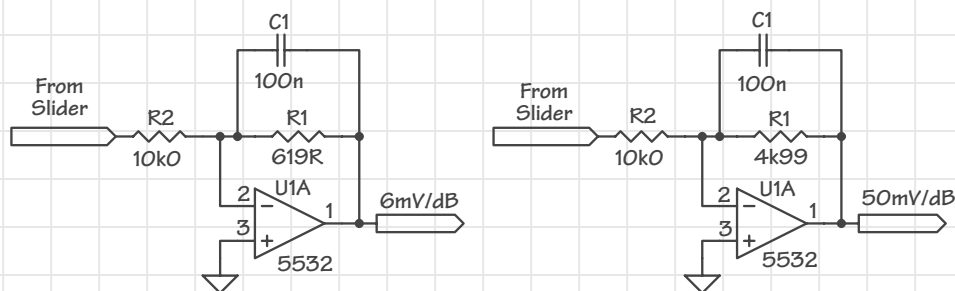 C1
100n
From
Slider
R2
10k0
R1
619R
U1A
2
3
1
5532
6mV/dB
C1
100n
From
Slider
R2
10k0
R1
4k99
U1A
2
3
1
5532
50mV/dB